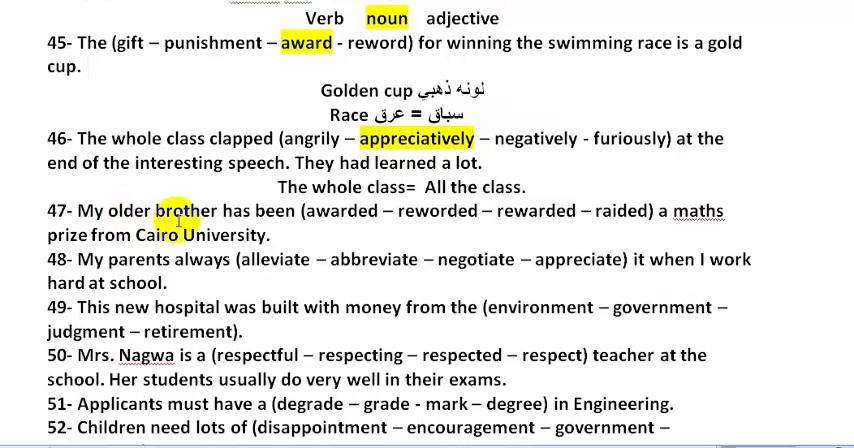 Verb noun adjective
45- The (gift – punishment – award - reword) for winning the swimming race is a gold
cup.
Golden cup لونه ذهبي
Race سباق = عرق
46- The whole class clapped (angrily – appreciatively – negatively - furiously) at the
end of the interesting speech. They had learned a lot.
The whole class= All the class.
47- My older brother has been (awarded – reworded – rewarded – raided) a maths
prize from Cairo University.
48- My parents always (alleviate – abbreviate – negotiate – appreciate) it when I work
hard at school.
49- This new hospital was built with money from the (environment – government –
judgment – retirement).
50- Mrs. Nagwa is a (respectful – respecting – respected – respect) teacher at the
school. Her students usually do very well in their exams.
51- Applicants must have a (degrade – grade - mark – degree) in Engineering.
52- Children need lots of (disappointment – encouragement – government –